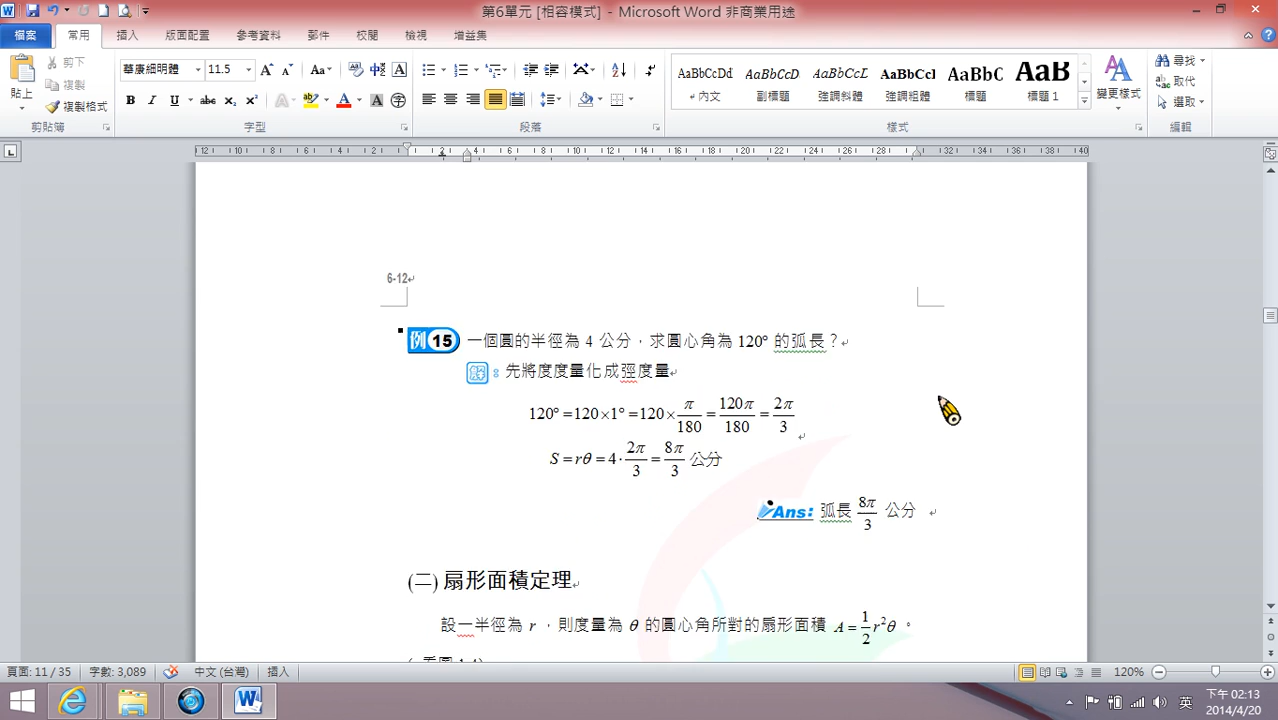 第6單元 [相容模式] - Microsoft Word 非商業用途
檔案 常用 插入 版面配置 參考資料 郵件 校閱 檢視 增益集
貼上 剪下 複製 複製格式 剪貼簿
華康細明體 11.5 字型
段落
AaBbCcDd 內文 AaBbCcD 副標題 AaBbCcL 強調斜體 AaBbCcl 強調粗體 AaBbC 標題 AaB 標題 1 樣式
變更樣式
尋找 取代 選取 編輯
6-12
例 15 一個圓的半徑為 4 公分,求圓心角為 120° 的弧長?
解:先將度度量化成弳度量
120° = 120×1° = 120×π/180 = 120π/180 = 2π/3
S = rθ = 4·2π/3 = 8π/3 公分
Ans: 弧長 8π/3 公分
(二) 扇形面積定理
設一半徑為 r ,則度量為 θ 的圓心角所對的扇形面積 A = 1/2 r²θ 。
頁面: 11 / 35 字數: 3,089 中文 (台灣) 插入 120%
英 下午 02:13
2014/4/20